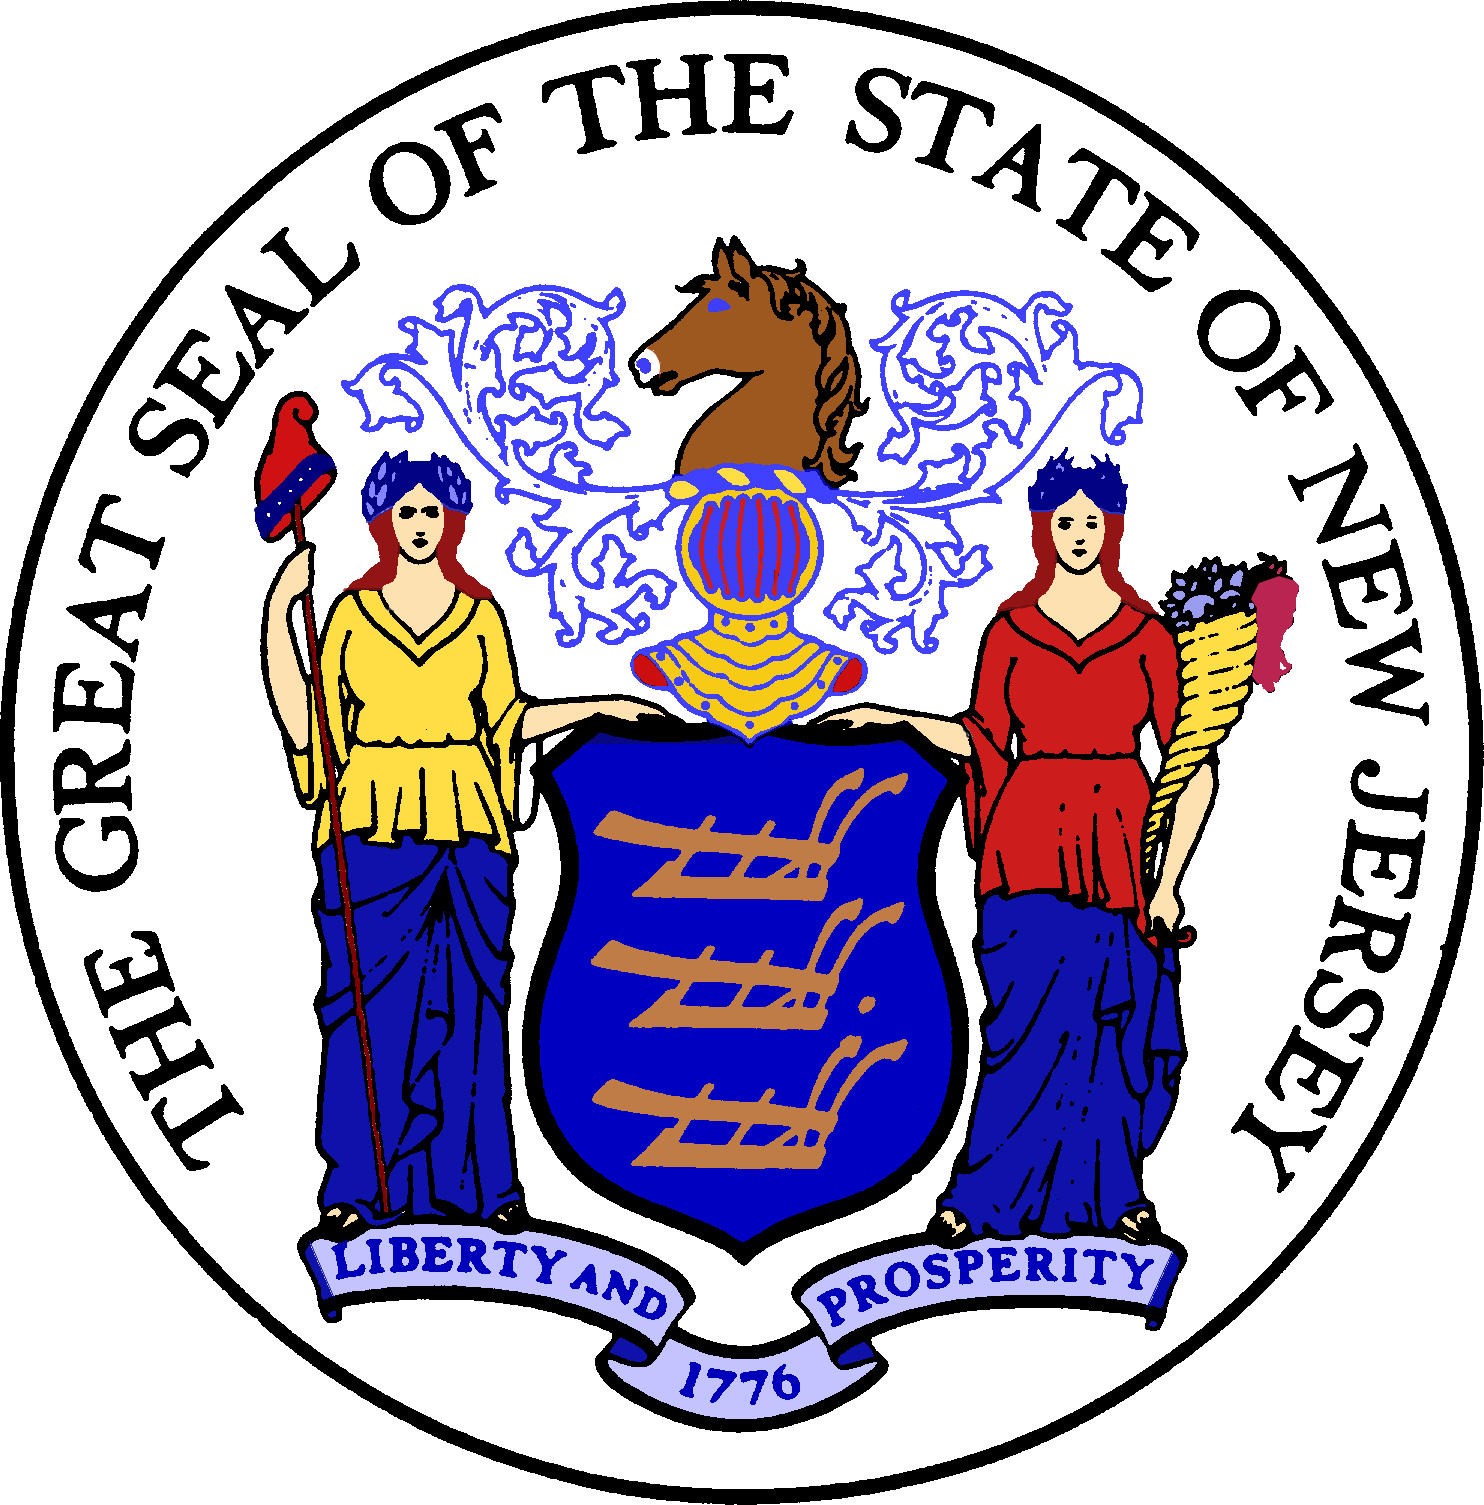 THE GREAT SEAL OF THE STATE OF NEW JERSEY
LIBERTY AND
PROSPERITY
1776